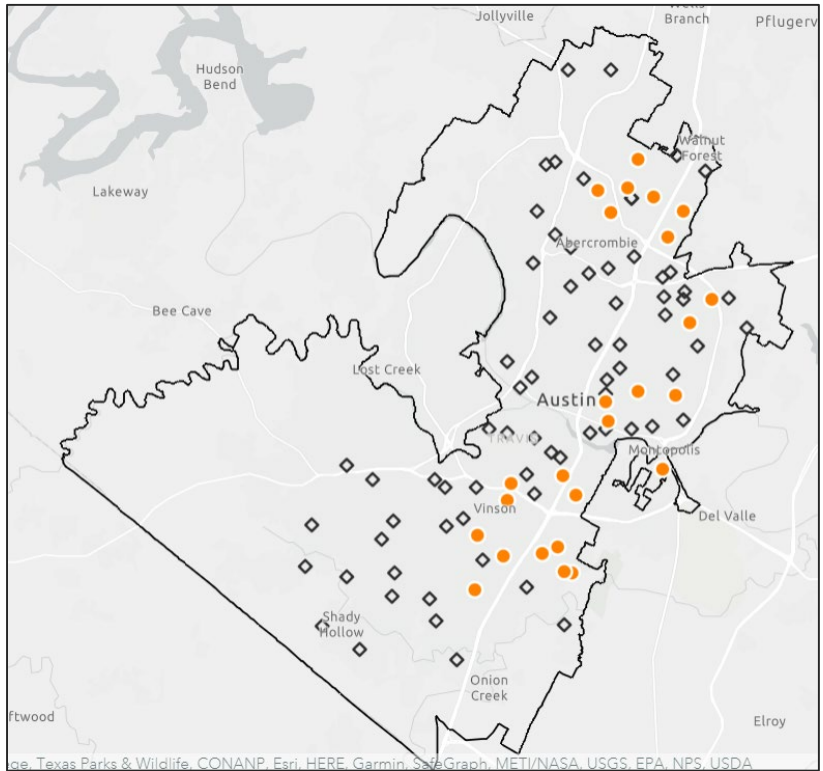 Jollyville
Wells
Branch
Pflugerv
Hudson
Bend
Walnut
Forest
Lakeway
Abercrombie
Bee Cave
Lost Creek
Austin
TRAVIS
Montopolis
Vinson
Del Valle
Shady
Hollow
Onion
Creek
ftwood
Elroy
ge, Texas Parks & Wildlife, CONANP, Esri, HERE, Garmin, SafeGraph, METI/NASA, USGS, EPA, NPS, USDA